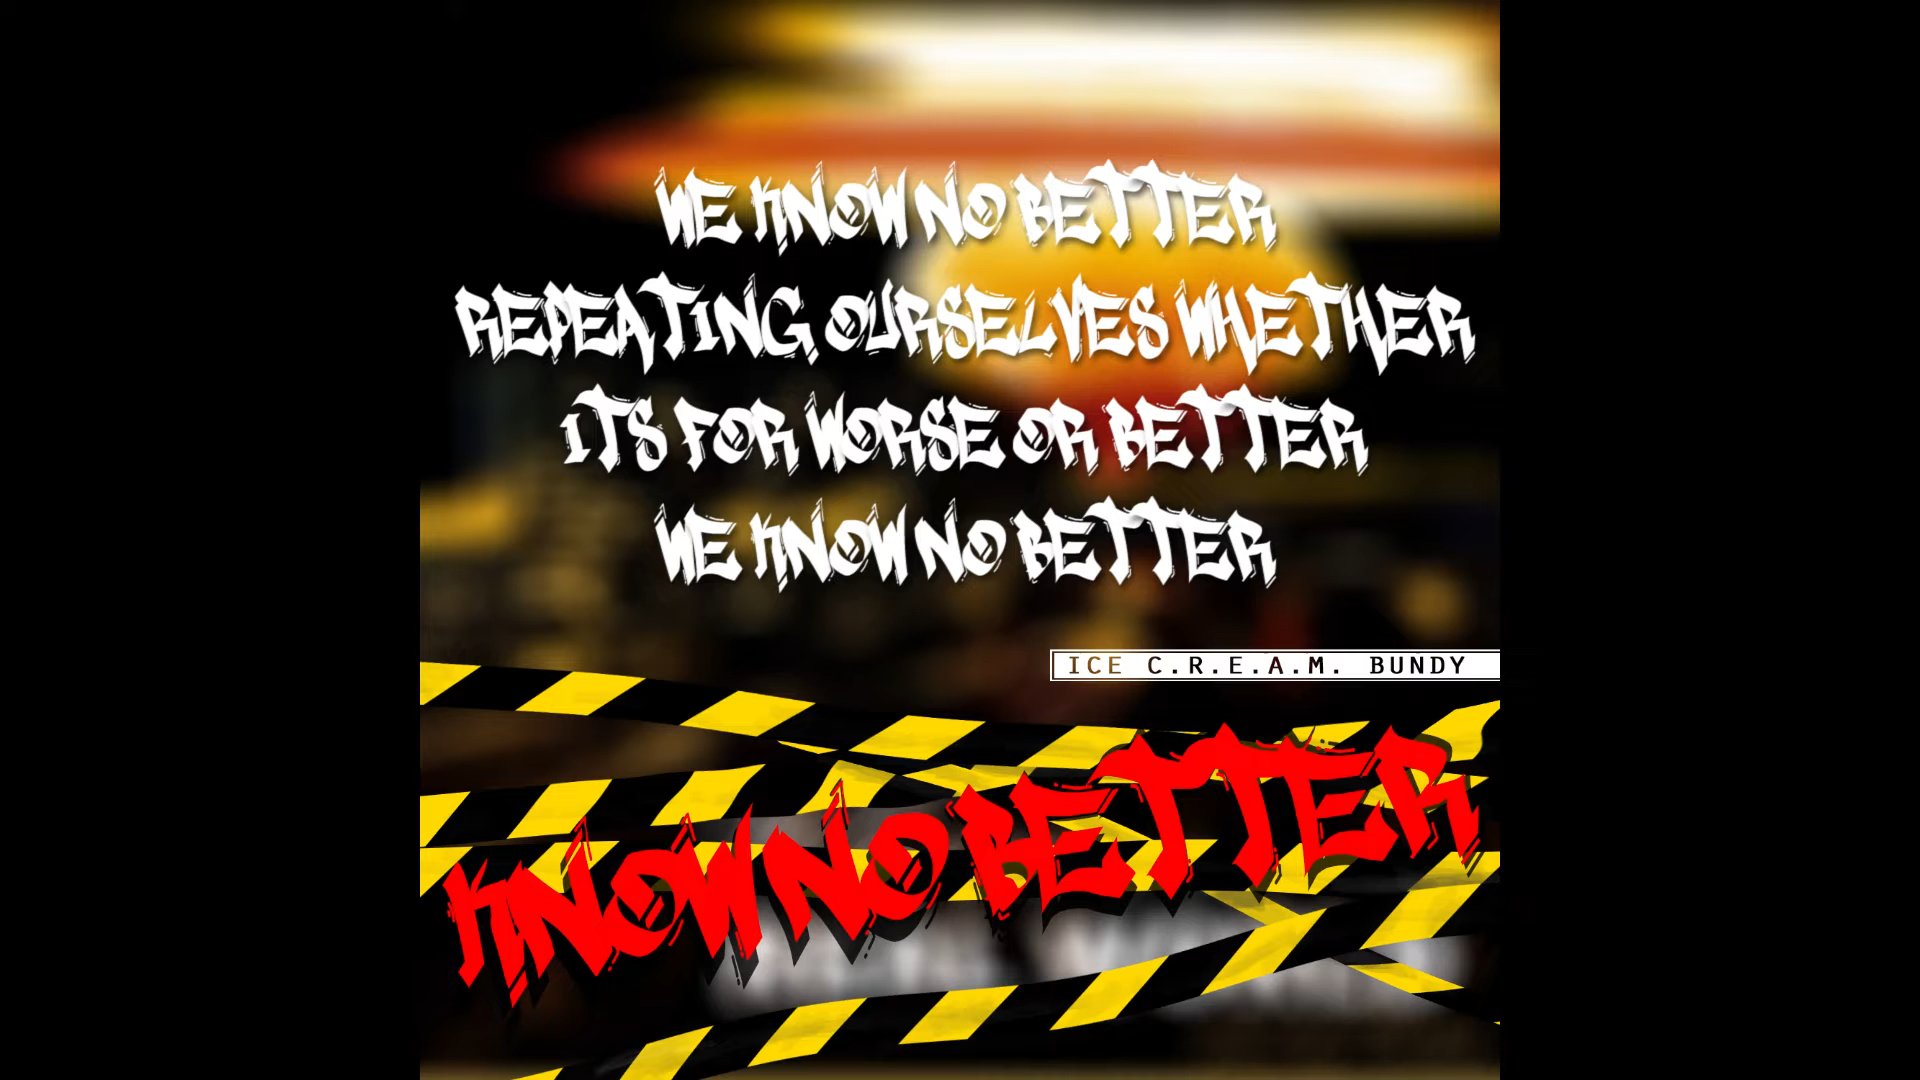 WE KNOW NO BETTER
REPEATING OURSELVES WHETHER
ITS FOR WORSE OR BETTER
WE KNOW NO BETTER
ICE C.R.E.A.M. BUNDY
KNOW NO BETTER